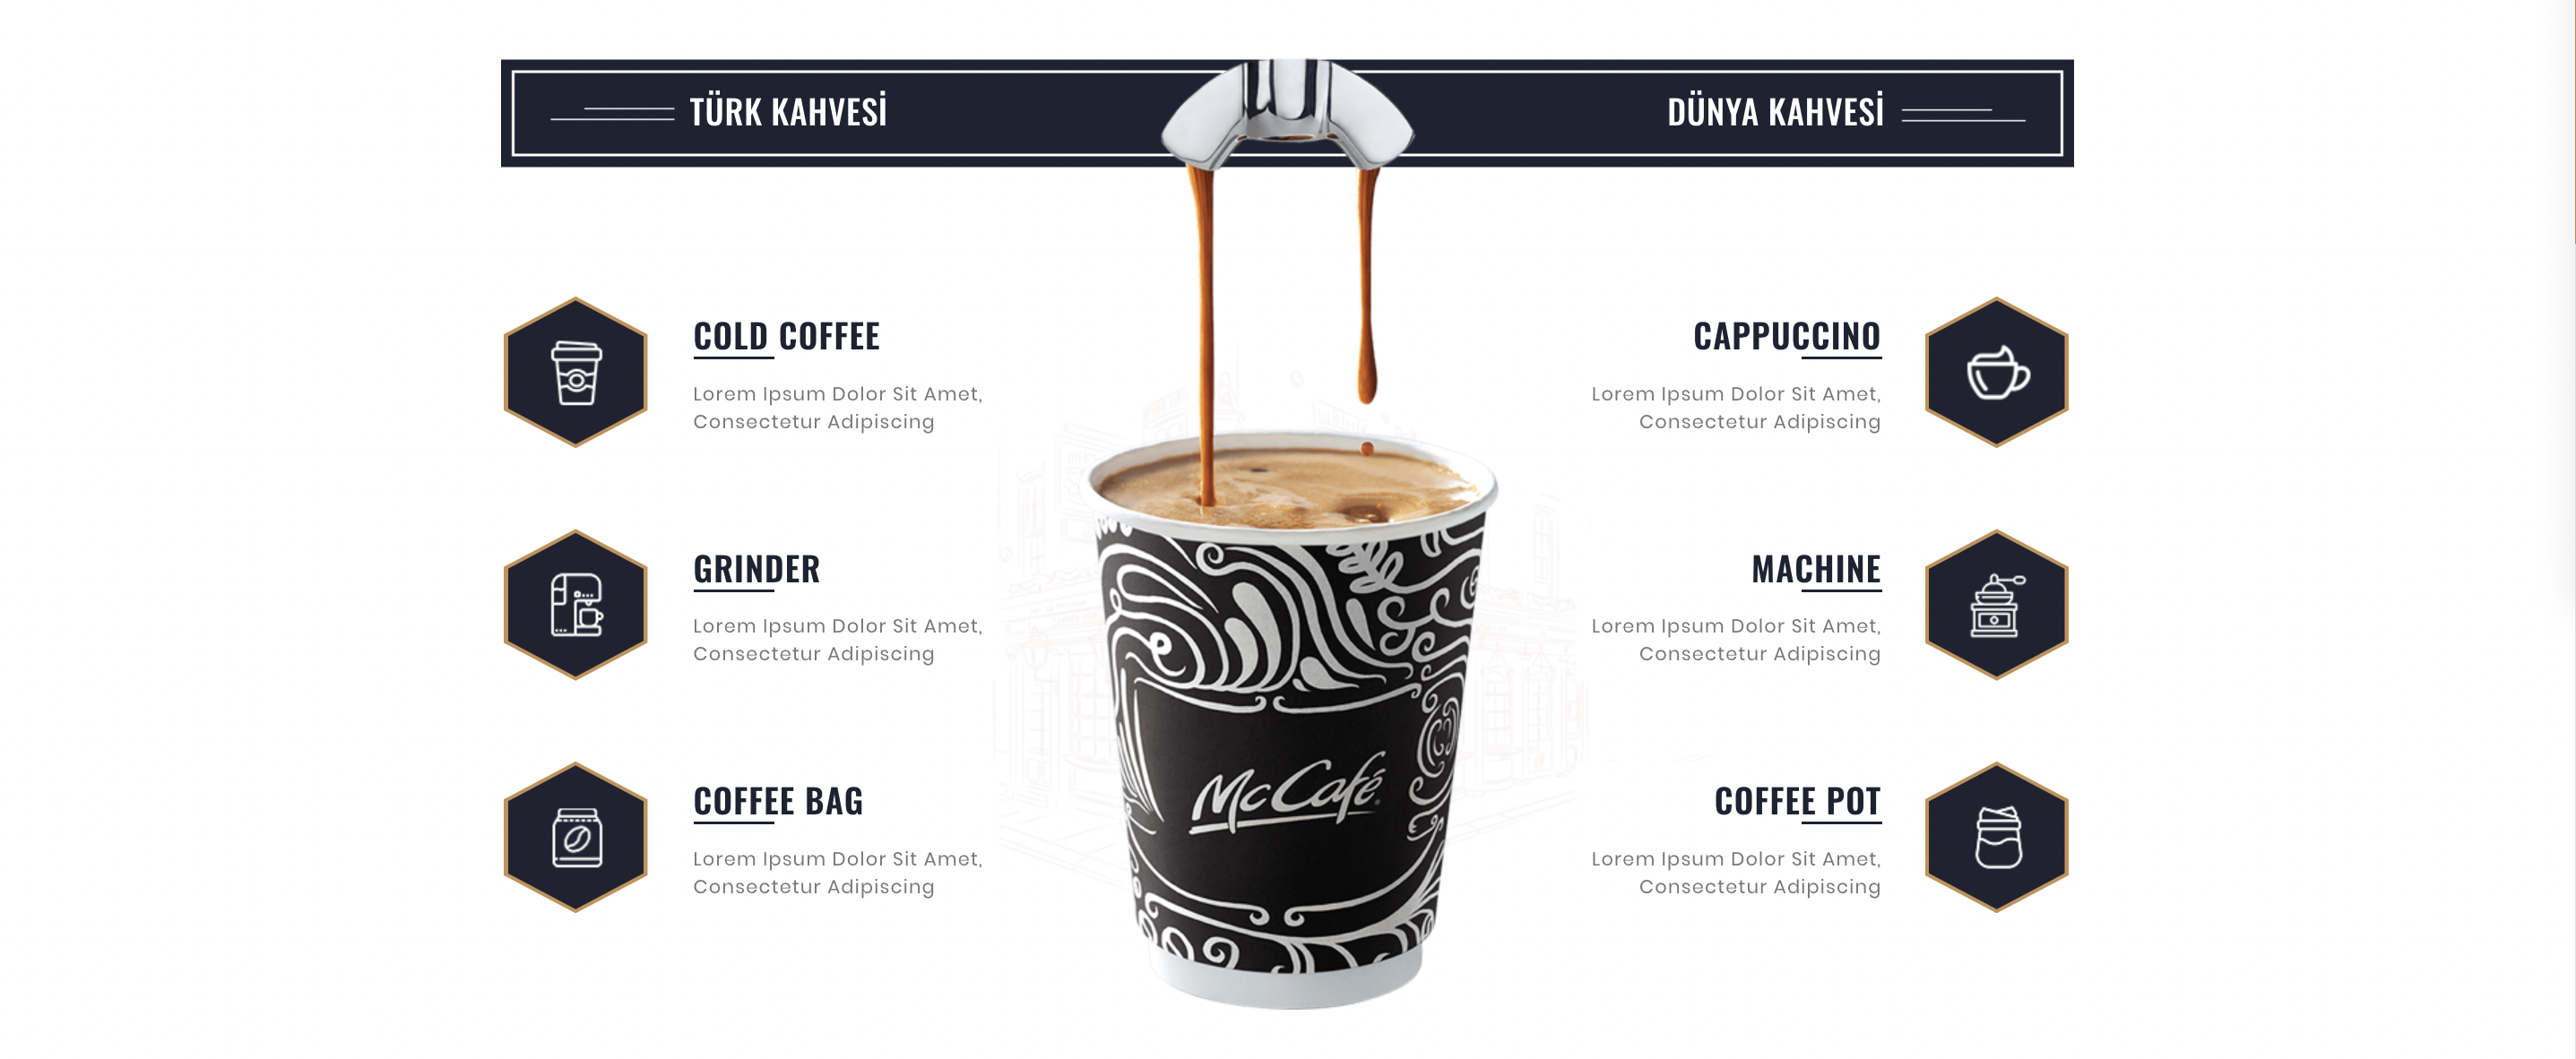 TÜRK KAHVESİ
DÜNYA KAHVESİ
COLD COFFEE
Lorem Ipsum Dolor Sit Amet,
Consectetur Adipiscing
GRINDER
Lorem Ipsum Dolor Sit Amet,
Consectetur Adipiscing
COFFEE BAG
Lorem Ipsum Dolor Sit Amet,
Consectetur Adipiscing
McCafé
CAPPUCCINO
Lorem Ipsum Dolor Sit Amet,
Consectetur Adipiscing
MACHINE
Lorem Ipsum Dolor Sit Amet,
Consectetur Adipiscing
COFFEE POT
Lorem Ipsum Dolor Sit Amet,
Consectetur Adipiscing